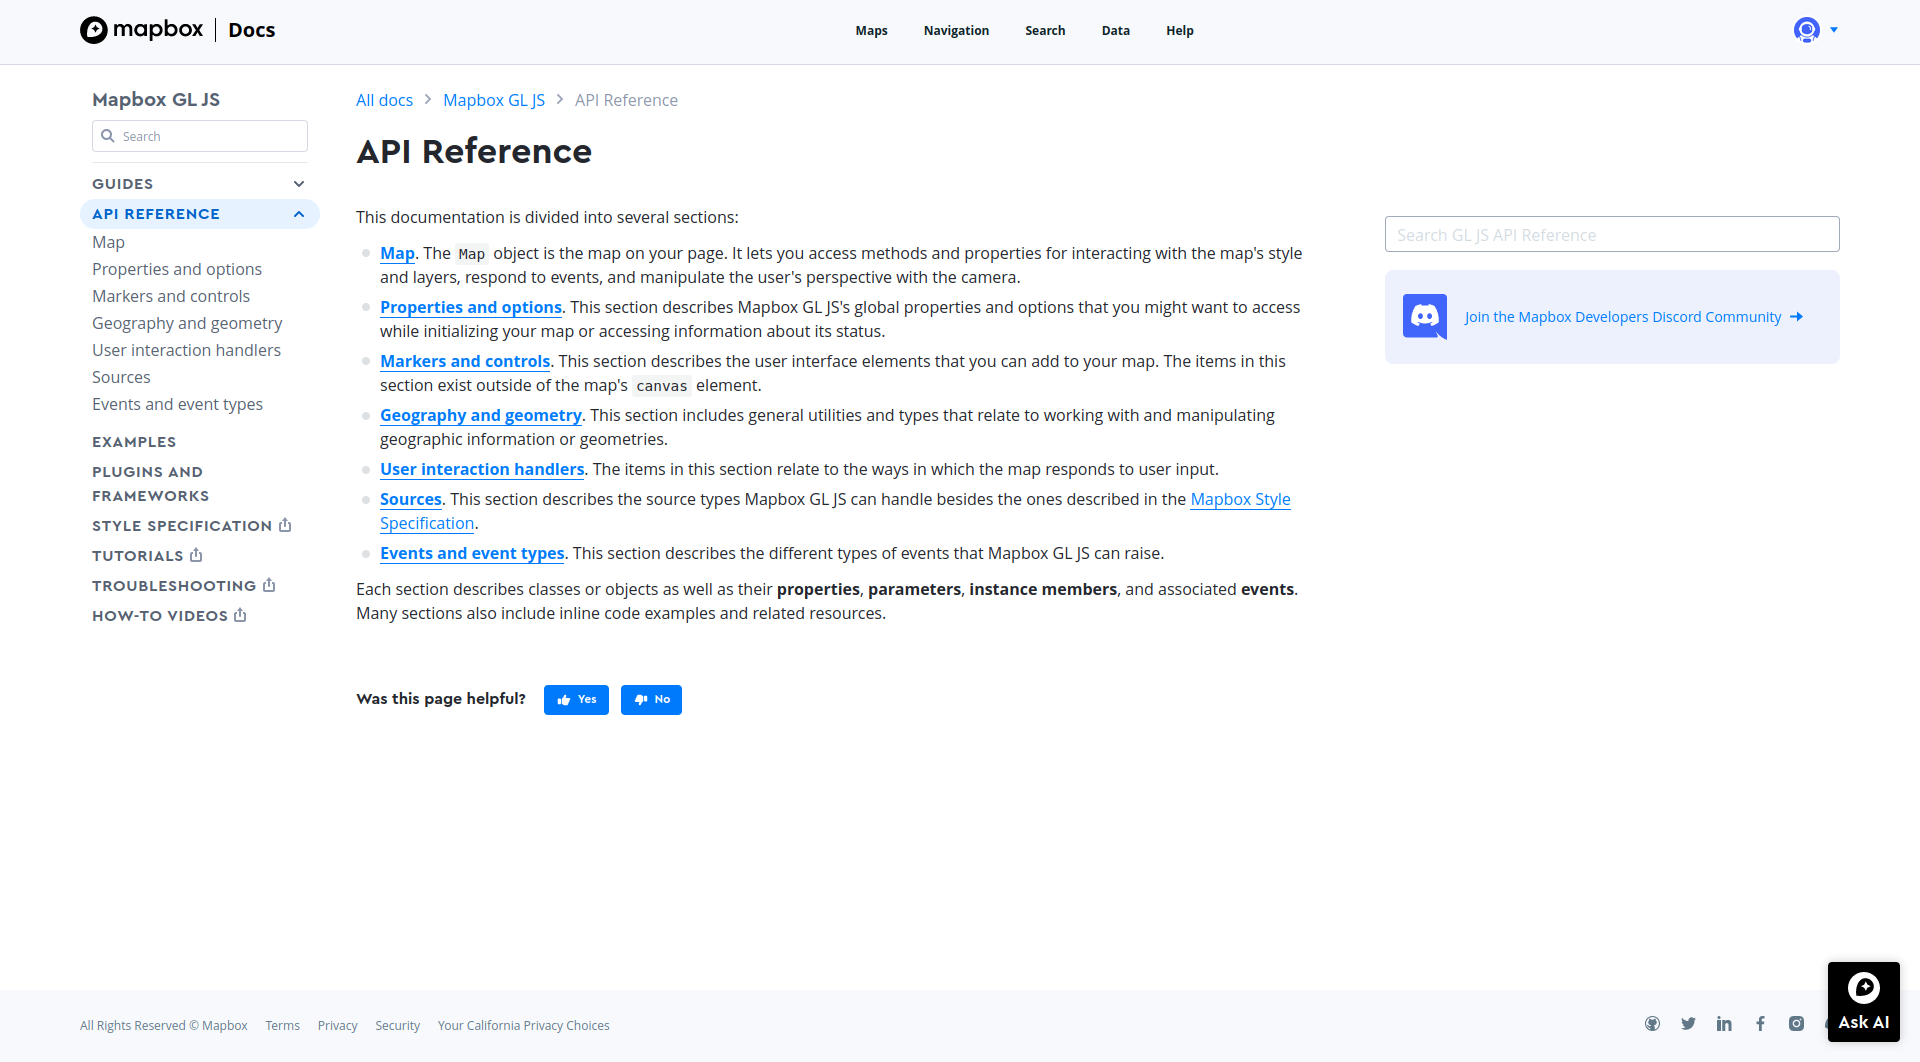 mapbox Docs
Maps Navigation Search Data Help
Mapbox GL JS
Search
GUIDES
API REFERENCE
Map
Properties and options
Markers and controls
Geography and geometry
User interaction handlers
Sources
Events and event types
EXAMPLES
PLUGINS AND
FRAMEWORKS
STYLE SPECIFICATION
TUTORIALS
TROUBLESHOOTING
HOW-TO VIDEOS
All docs Mapbox GL JS API Reference
API Reference
This documentation is divided into several sections:
Map. The Map object is the map on your page. It lets you access methods and properties for interacting with the map's style
and layers, respond to events, and manipulate the user's perspective with the camera.
Properties and options. This section describes Mapbox GL JS's global properties and options that you might want to access
while initializing your map or accessing information about its status.
Markers and controls. This section describes the user interface elements that you can add to your map. The items in this
section exist outside of the map's canvas element.
Geography and geometry. This section includes general utilities and types that relate to working with and manipulating
geographic information or geometries.
User interaction handlers. The items in this section relate to the ways in which the map responds to user input.
Sources. This section describes the source types Mapbox GL JS can handle besides the ones described in the Mapbox Style
Specification.
Events and event types. This section describes the different types of events that Mapbox GL JS can raise.
Each section describes classes or objects as well as their properties, parameters, instance members, and associated events.
Many sections also include inline code examples and related resources.
Was this page helpful? Yes No
Search GL JS API Reference
Join the Mapbox Developers Discord Community
All Rights Reserved © Mapbox Terms Privacy Security Your California Privacy Choices
Ask AI